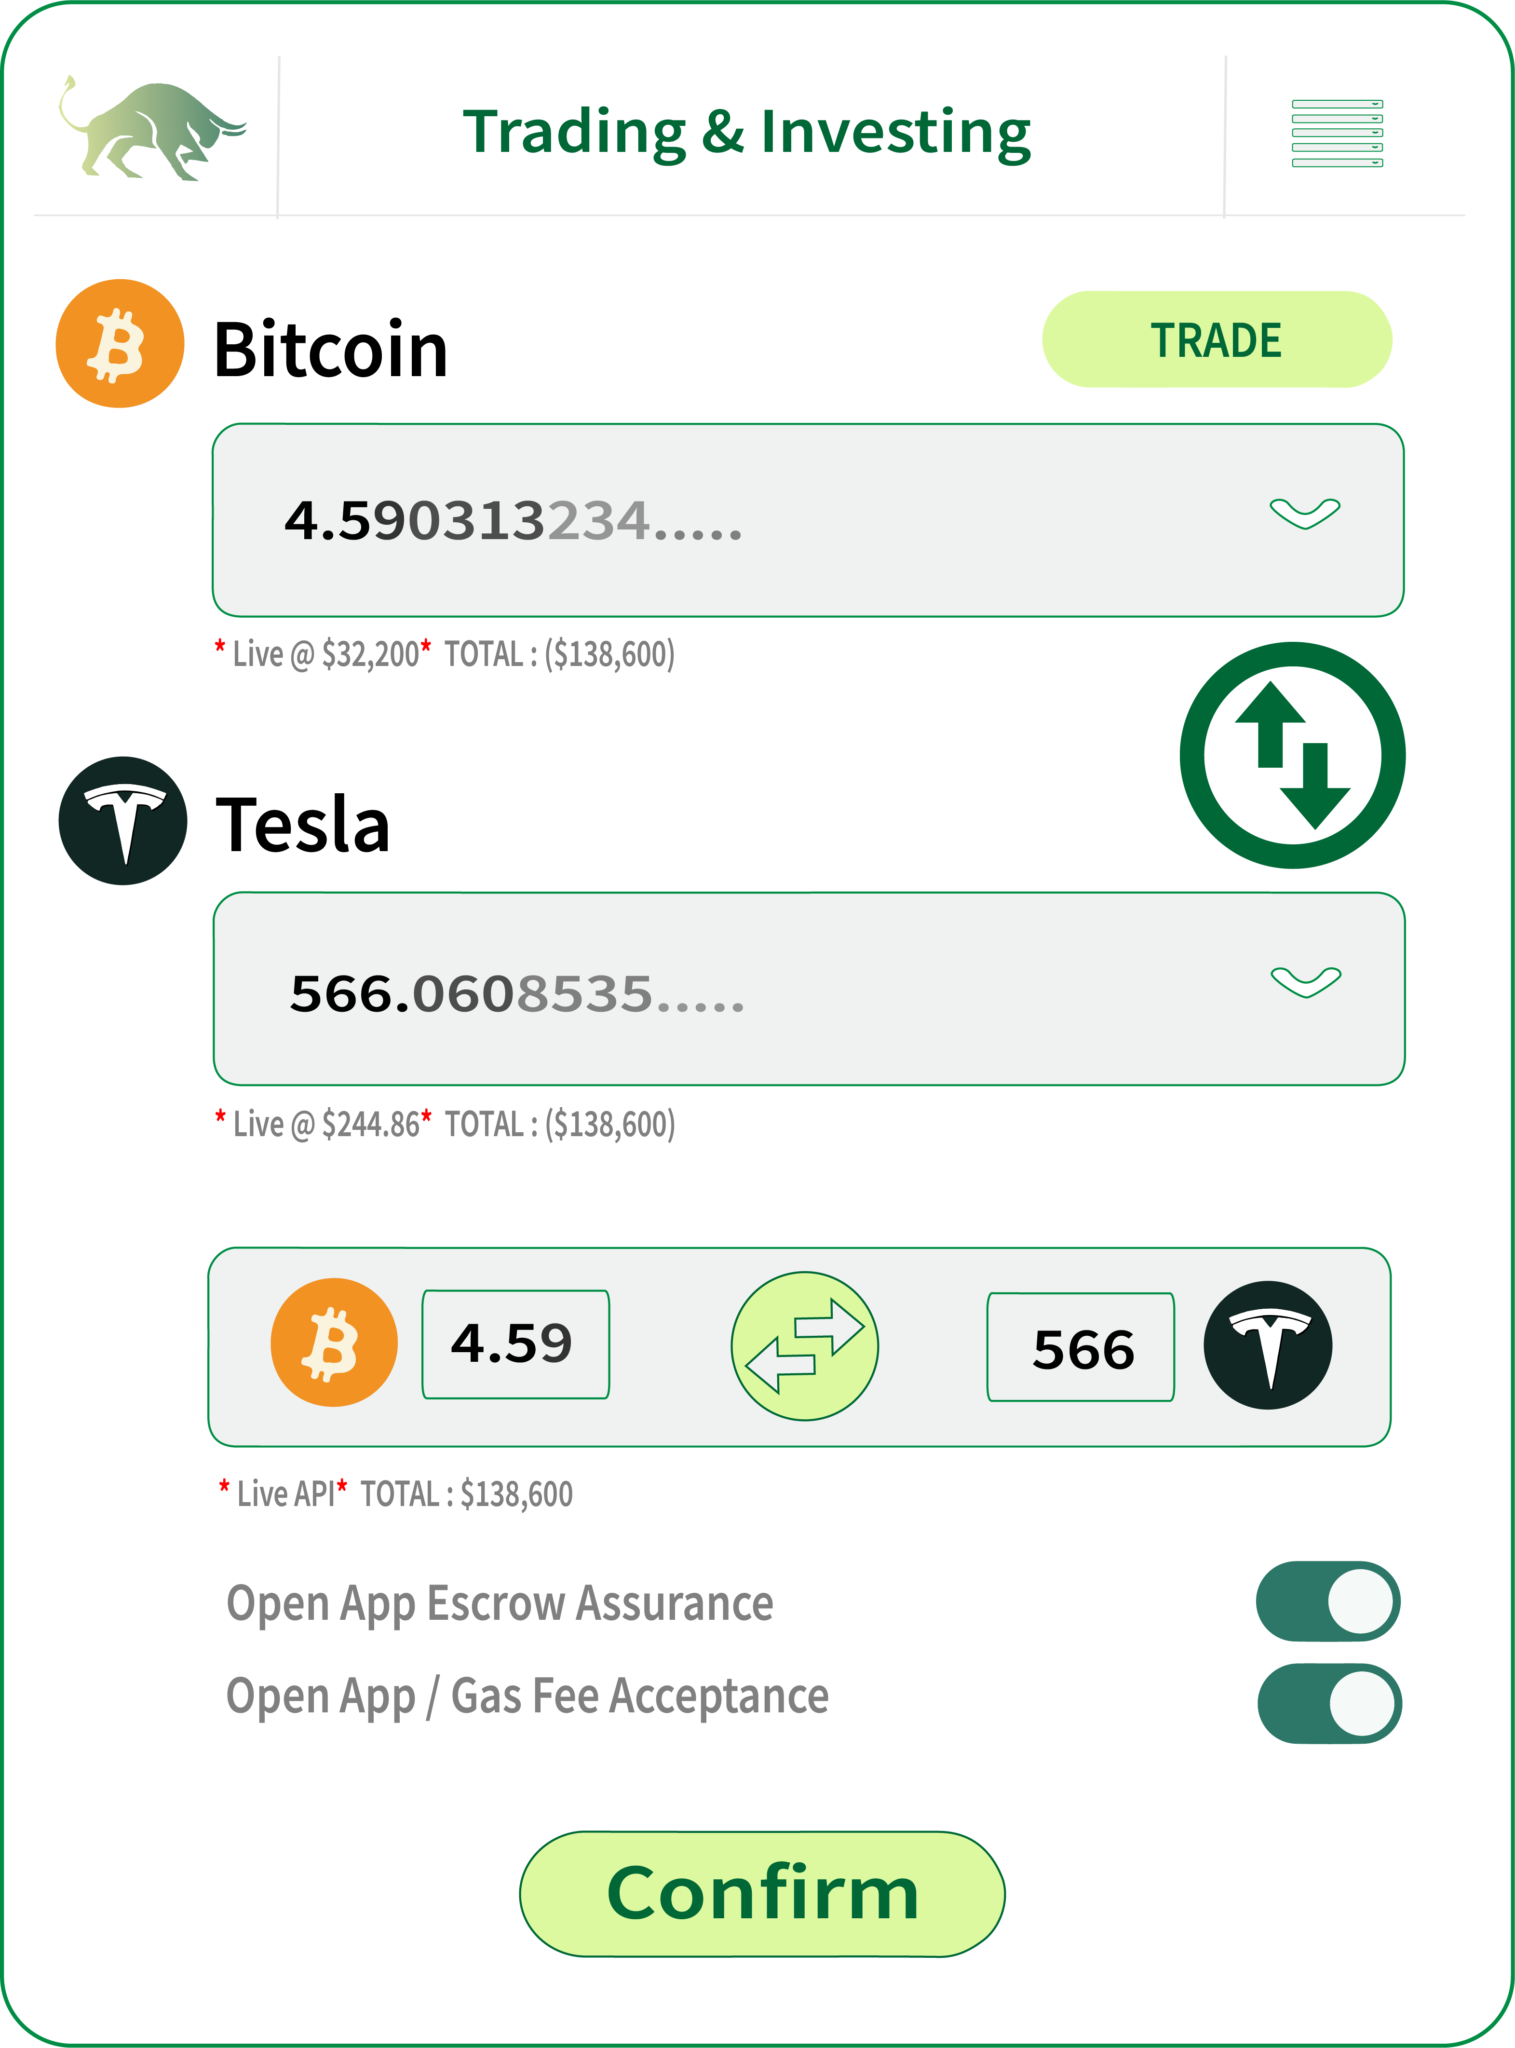 Trading & Investing
Bitcoin
TRADE
4.590313234.....
* Live @ $32,200* TOTAL : ($138,600)
Tesla
566.0608535.....
* Live @ $244.86* TOTAL : ($138,600)
4.59
566
* Live API* TOTAL : $138,600
Open App Escrow Assurance
Open App / Gas Fee Acceptance
Confirm